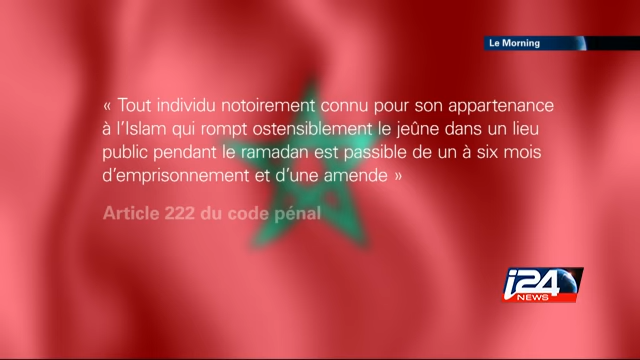 Le Morning
« Tout individu notoirement connu pour son appartenance
à l’Islam qui rompt ostensiblement le jeûne dans un lieu
public pendant le ramadan est passible de un à six mois
d’emprisonnement et d’une amende »
Article 222 du code pénal
i24
NEWS